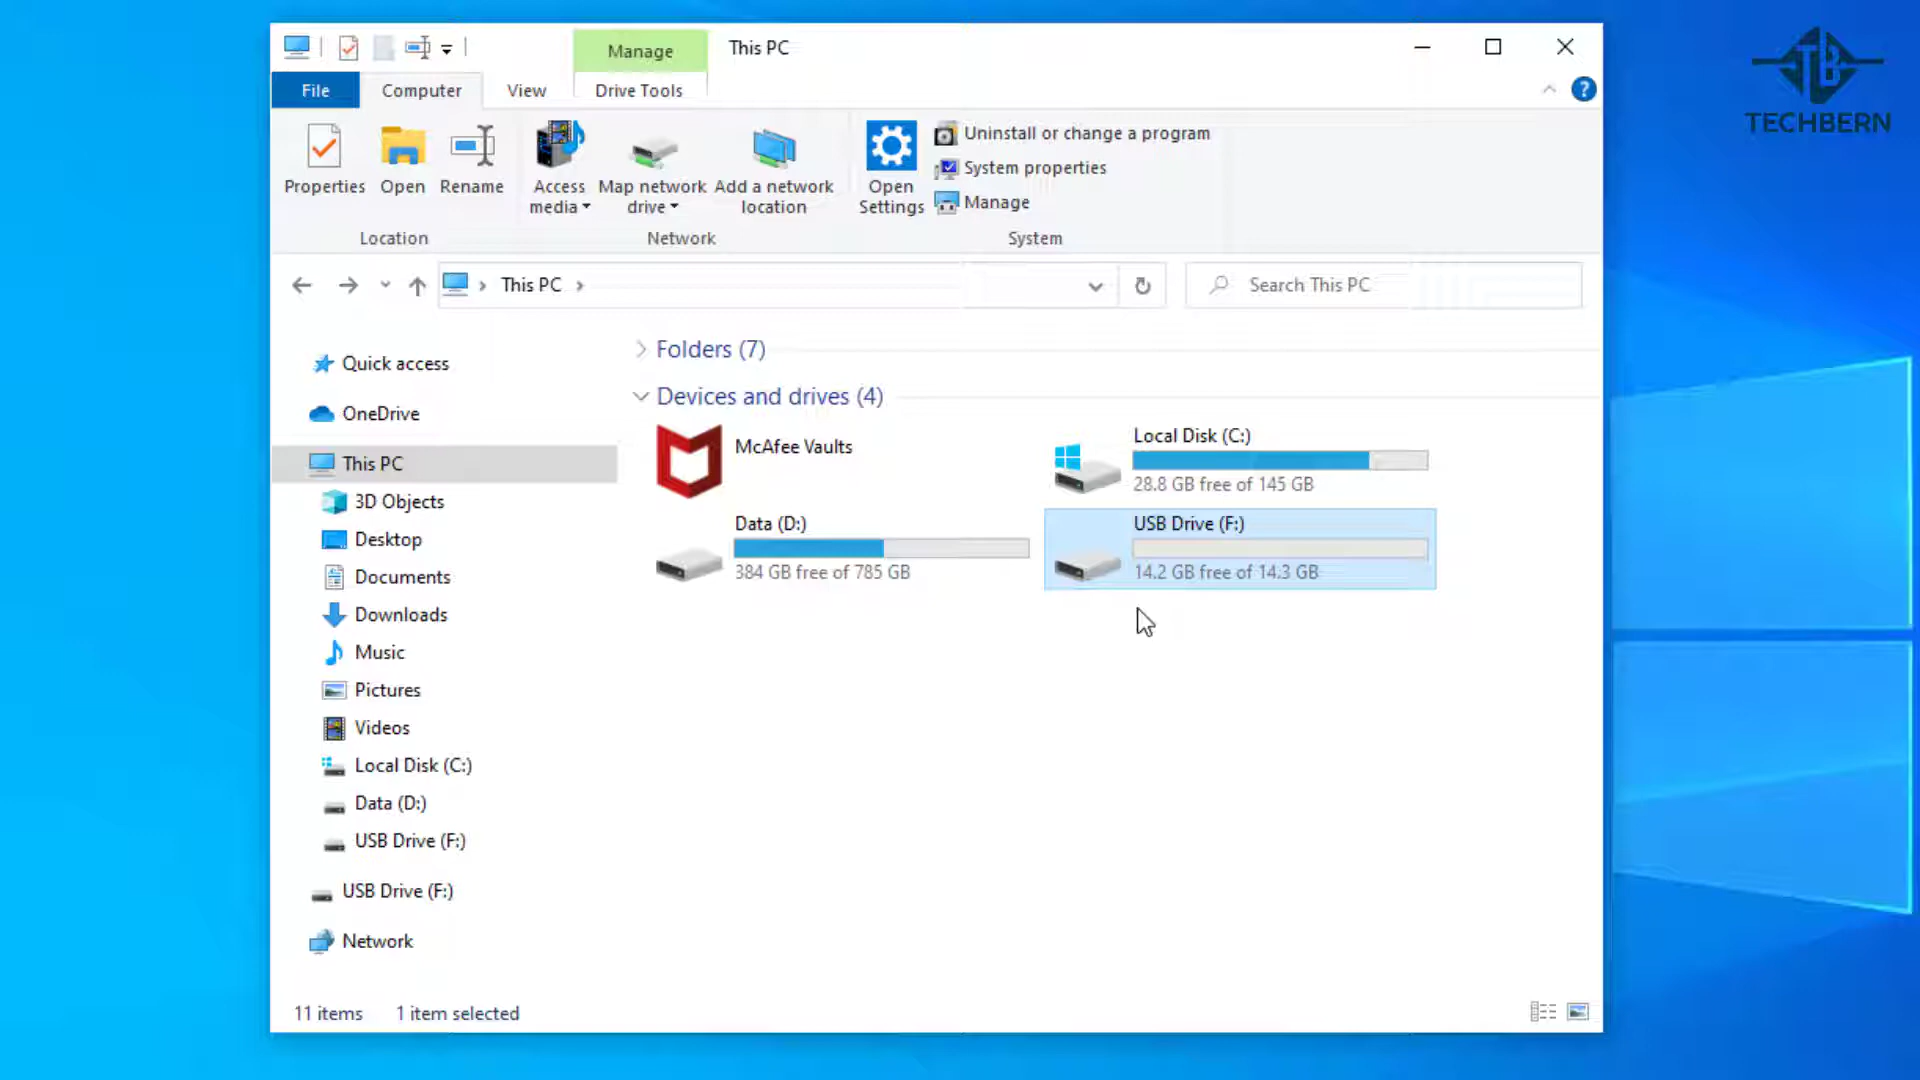 Manage
This PC
File
Computer
View
Drive Tools
?
Properties
Open
Rename
Access
media
Map network
drive
Add a network
location
Open
Settings
Uninstall or change a program
System properties
Manage
Location
Network
System
This PC
Search This PC
Quick access
OneDrive
This PC
3D Objects
Desktop
Documents
Downloads
Music
Pictures
Videos
Local Disk (C:)
Data (D:)
USB Drive (F:)
USB Drive (F:)
Network
Folders (7)
Devices and drives (4)
McAfee Vaults
Local Disk (C:)
28.8 GB free of 145 GB
Data (D:)
384 GB free of 785 GB
USB Drive (F:)
14.2 GB free of 14.3 GB
11 items
1 item selected
TB
TECHBERN